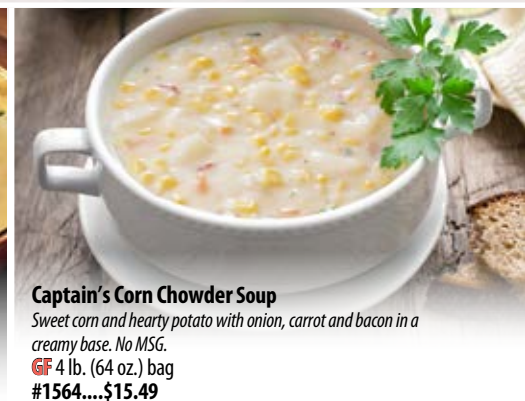 Captain's Corn Chowder Soup
Sweet corn and hearty potato with onion, carrot and bacon in a
creamy base. No MSG.
GF 4 lb. (64 oz.) bag
#1564....$15.49